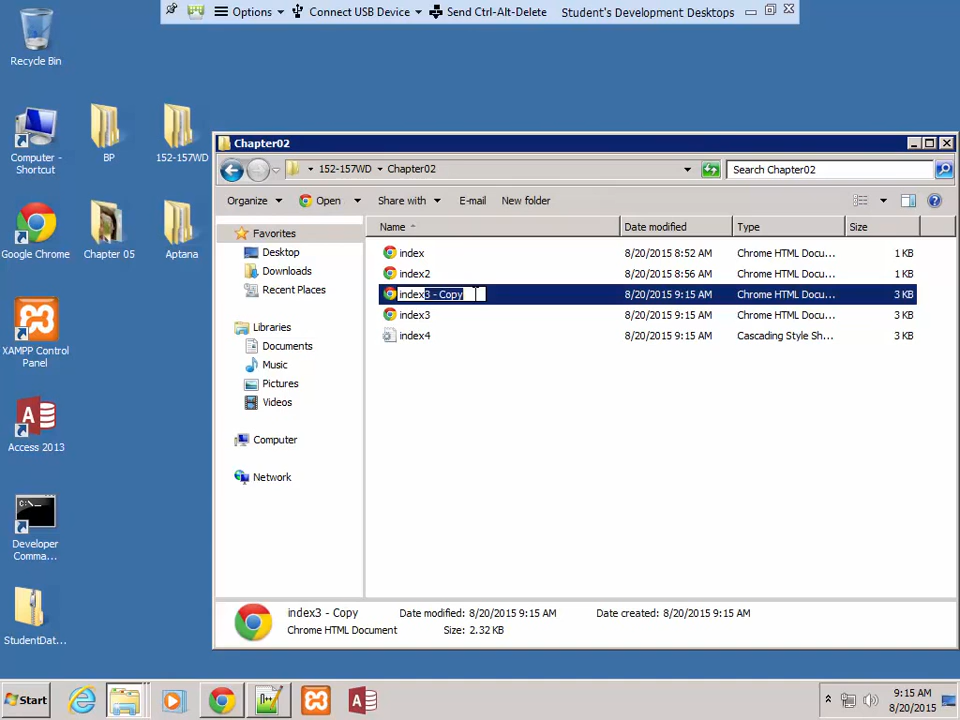 Options
Connect USB Device
Send Ctrl-Alt-Delete
Student's Development Desktops
Recycle Bin
Computer -
Shortcut
BP
152-157WD
Google Chrome
Chapter 05
Aptana
XAMPP Control
Panel
Access 2013
C:\
Developer
Comma...
StudentDat...
Chapter02
152-157WD
Chapter02
Search Chapter02
Organize
Open
Share with
E-mail
New folder
Favorites
Desktop
Downloads
Recent Places
Libraries
Documents
Music
Pictures
Videos
Computer
Network
Name
Date modified
Type
Size
index 8/20/2015 8:52 AM Chrome HTML Docu... 1 KB
index2 8/20/2015 8:56 AM Chrome HTML Docu... 1 KB
index3 - Copy 8/20/2015 9:15 AM Chrome HTML Docu... 3 KB
index3 8/20/2015 9:15 AM Chrome HTML Docu... 3 KB
index4 8/20/2015 9:15 AM Cascading Style Sh... 3 KB
index3 - Copy
Date modified: 8/20/2015 9:15 AM
Date created: 8/20/2015 9:15 AM
Chrome HTML Document
Size: 2.32 KB
Start
9:15 AM
8/20/2015